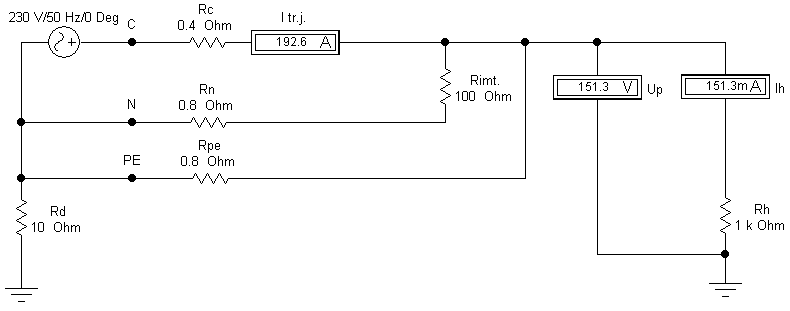 230 V/50 Hz/0 Deg
C
Rc
0.4 Ohm
I tr.j.
192.6 A
N
Rn
0.8 Ohm
Rimt.
100 Ohm
151.3 V
Up
151.3m A
Ih
PE
Rpe
0.8 Ohm
Rd
10 Ohm
Rh
1 k Ohm